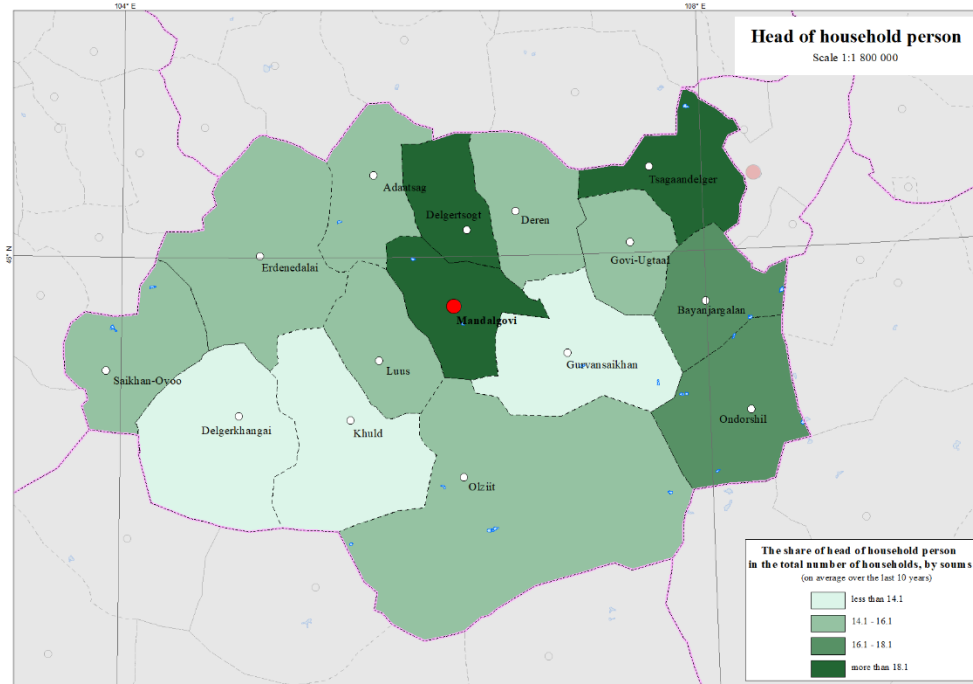 104° E
108° E
Head of household person
Scale 1:1 800 000
Adaatsag
Tsagaandelger
Delgertsogt
Deren
46° N
Erdenedalai
Govi-Ugtaal
Bayanjargalan
Mandalgovi
Gurvansaikhan
Saikhan-Ovoo
Luus
Delgerkhangai
Khuld
Ondorshil
Olziit
The share of head of household person
in the total number of households, by soums
(on average over the last 10 years)
less than 14.1
14.1 - 16.1
16.1 - 18.1
more than 18.1